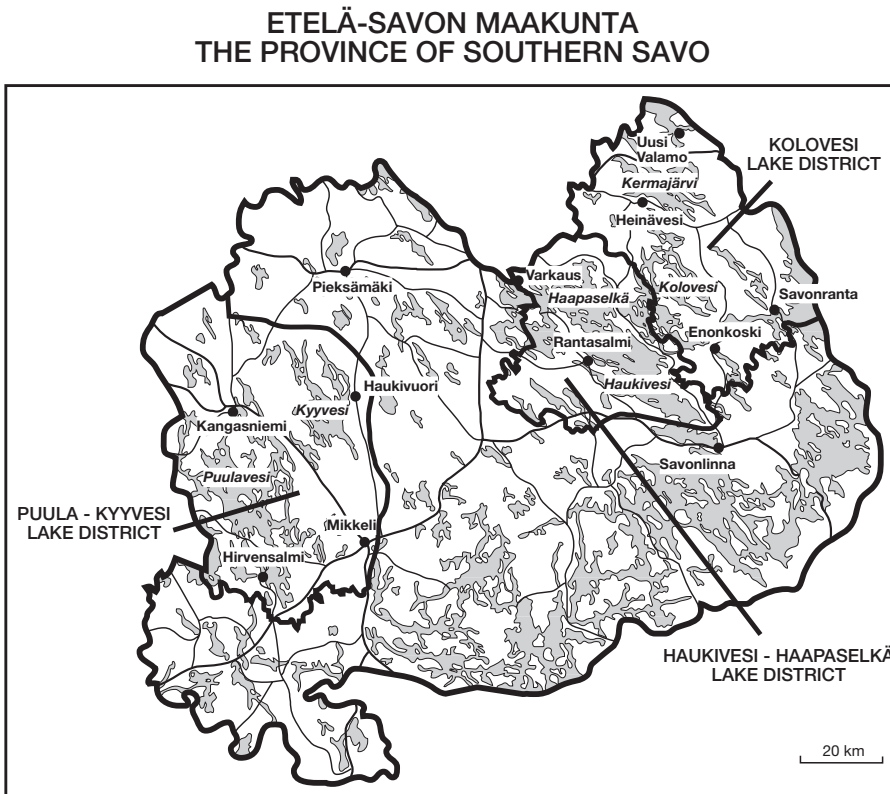 ETELÄ-SAVON MAAKUNTA
THE PROVINCE OF SOUTHERN SAVO
KOLOVESI
LAKE DISTRICT
Uusi
Valamo
Kermajärvi
Heinävesi
Varkaus
Haapaselkä
Kolovesi
Savonranta
Pieksämäki
Rantasalmi
Enonkoski
Haukivuori
Haukivesi
Kyyvesi
Kangasniemi
Savonlinna
Puulavesi
PUULA - KYYVESI
LAKE DISTRICT
Mikkeli
Hirvensalmi
HAUKIVESI - HAAPASELKÄ
LAKE DISTRICT
20 km